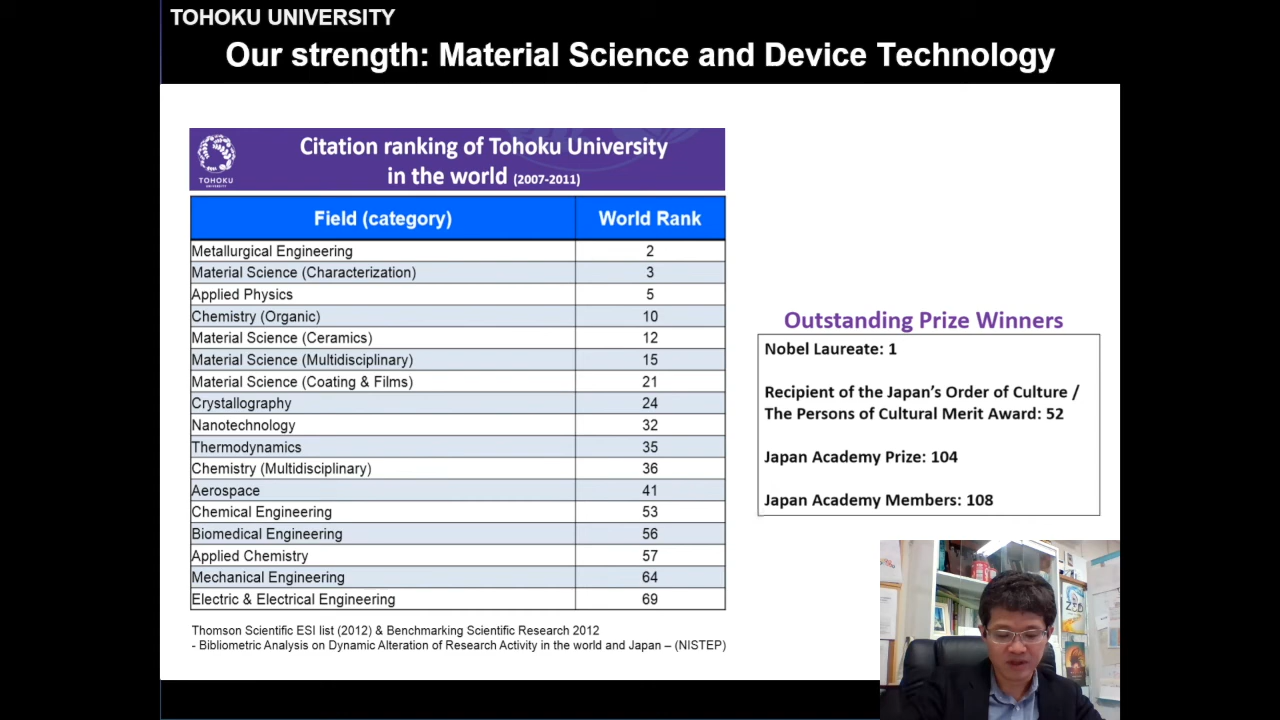 TOHOKU UNIVERSITY
Our strength: Material Science and Device Technology
TOHOKU
UNIVERSITY
Citation ranking of Tohoku University
in the world (2007-2011)
Field (category) World Rank
Metallurgical Engineering 2
Material Science (Characterization) 3
Applied Physics 5
Chemistry (Organic) 10
Material Science (Ceramics) 12
Material Science (Multidisciplinary) 15
Material Science (Coating & Films) 21
Crystallography 24
Nanotechnology 32
Thermodynamics 35
Chemistry (Multidisciplinary) 36
Aerospace 41
Chemical Engineering 53
Biomedical Engineering 56
Applied Chemistry 57
Mechanical Engineering 64
Electric & Electrical Engineering 69
Thomson Scientific ESI list (2012) & Benchmarking Scientific Research 2012
- Bibliometric Analysis on Dynamic Alteration of Research Activity in the world and Japan – (NISTEP)
Outstanding Prize Winners
Nobel Laureate: 1
Recipient of the Japan's Order of Culture /
The Persons of Cultural Merit Award: 52
Japan Academy Prize: 104
Japan Academy Members: 108